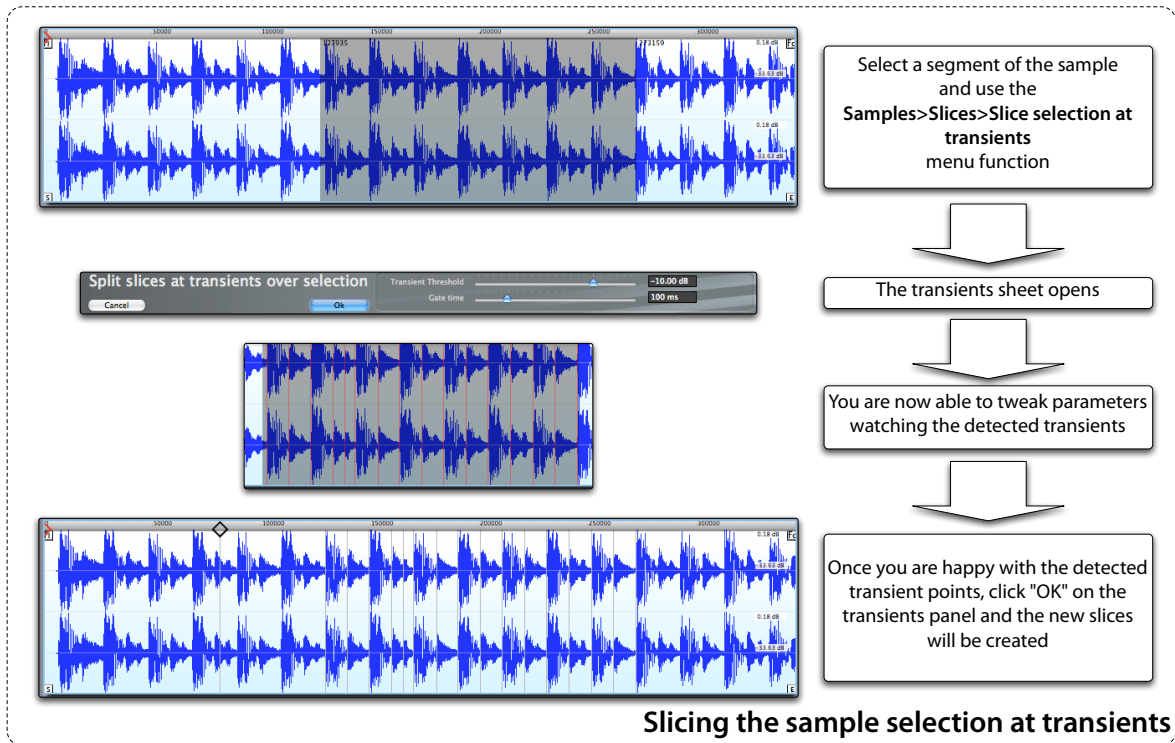 0 50000 100000 150000 200000 250000 300000
127935 273159 0.18 dB
-33.63 dB
0.18 dB
-33.63 dB
S E
Select a segment of the sample
and use the
Samples>Slices>Slice selection at
transients
menu function
Split slices at transients over selection
Cancel Ok
Transient Threshold -10.00 dB
Gate time 100 ms
The transients sheet opens
You are now able to tweak parameters
watching the detected transients
0 50000 100000 150000 200000 250000 300000
0.18 dB
-33.63 dB
0.18 dB
-33.63 dB
S E
Once you are happy with the detected
transient points, click "OK" on the
transients panel and the new slices
will be created
Slicing the sample selection at transients